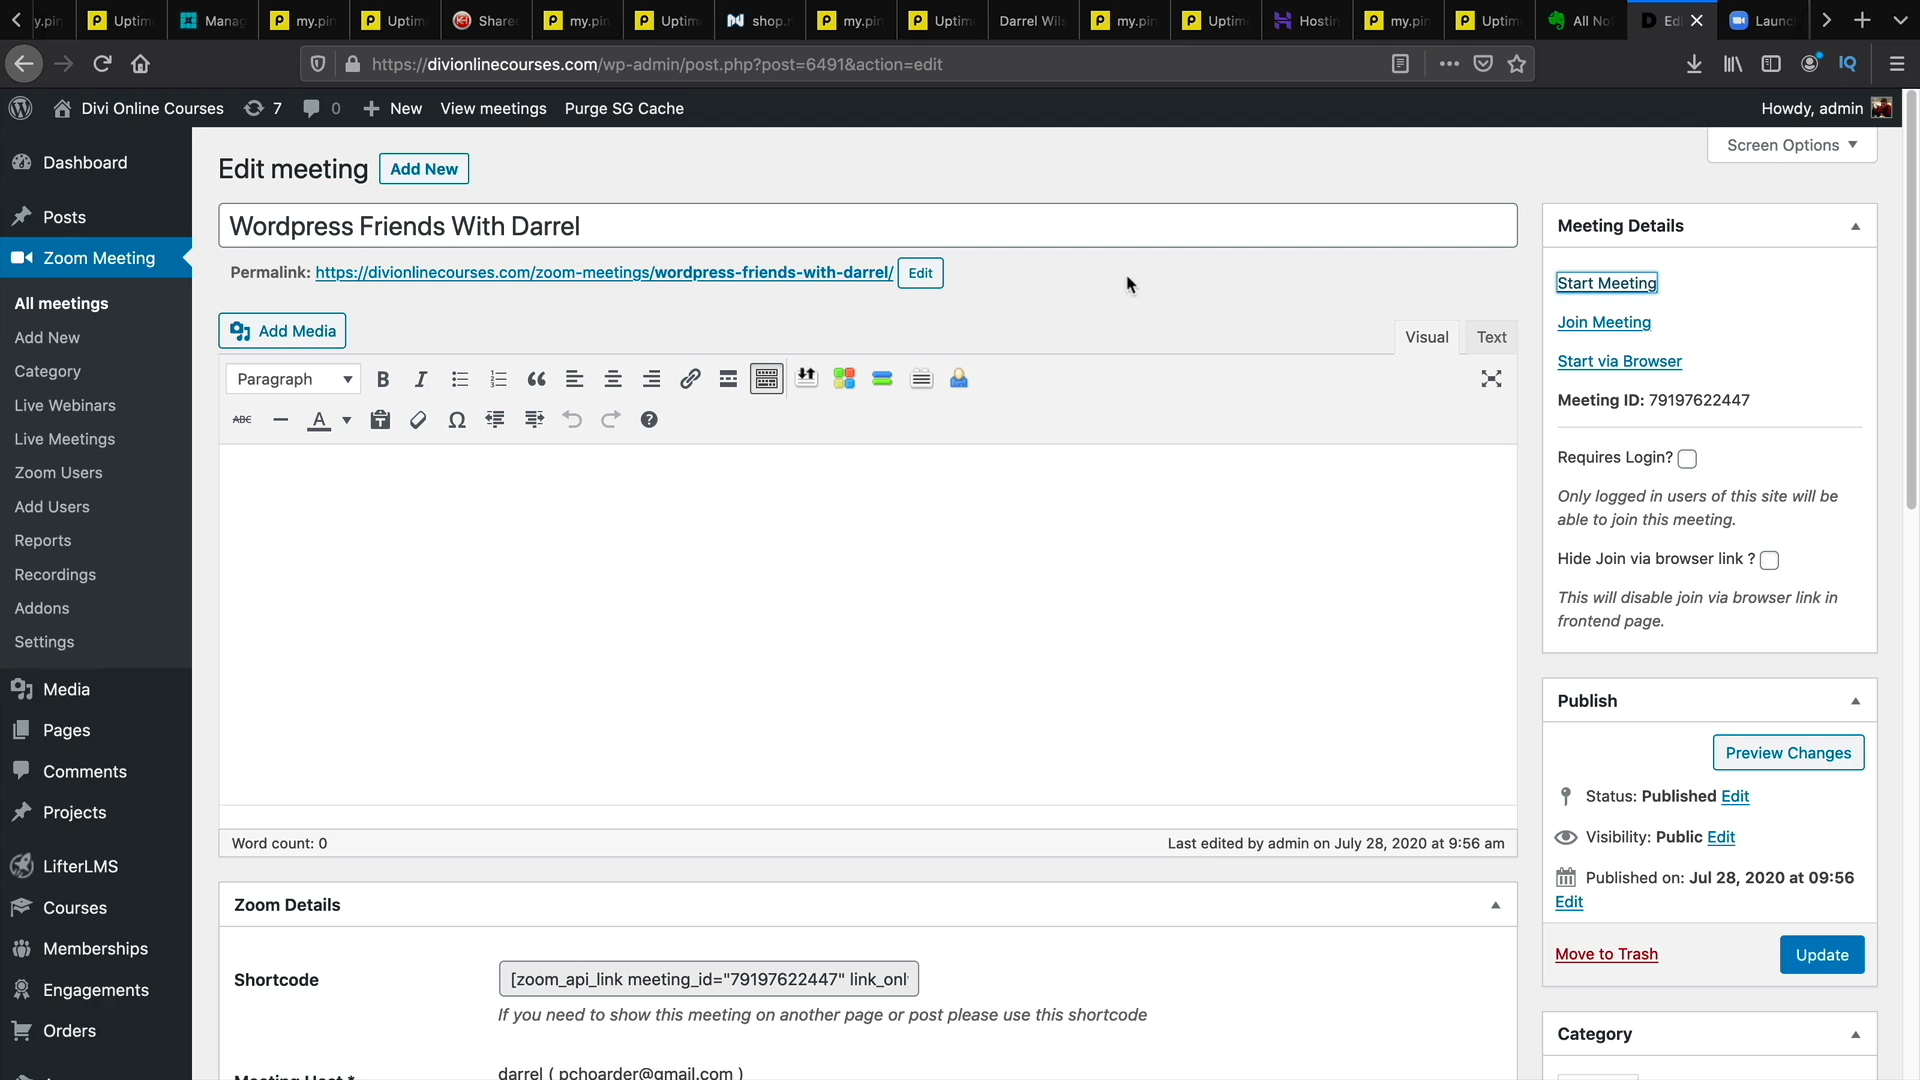 y.pin
Uptim
Manag
my.pin
Uptim
Share
my.pin
Uptim
shop.r
my.pin
Uptim
Darrel Wils
my.pin
Uptim
Hostin
my.pin
Uptim
All No
Edi
Launc
https://divionlinecourses.com/wp-admin/post.php?post=6491&action=edit
IQ
Divi Online Courses
7
0
New
View meetings
Purge SG Cache
Howdy, admin
Dashboard
Posts
Zoom Meeting
All meetings
Add New
Category
Live Webinars
Live Meetings
Zoom Users
Add Users
Reports
Recordings
Addons
Settings
Media
Pages
Comments
Projects
LifterLMS
Courses
Memberships
Engagements
Orders
Screen Options
Edit meeting
Add New
Wordpress Friends With Darrel
Permalink: https://divionlinecourses.com/zoom-meetings/wordpress-friends-with-darrel/ Edit
Add Media
Visual
Text
Paragraph
B
I
ABC
A
Ω
Word count: 0
Last edited by admin on July 28, 2020 at 9:56 am
Zoom Details
Shortcode
[zoom_api_link meeting_id="79197622447" link_onl
If you need to show this meeting on another page or post please use this shortcode
Meeting Host *
darrel ( pchoarder@gmail.com )
Meeting Details
Start Meeting
Join Meeting
Start via Browser
Meeting ID: 79197622447
Requires Login?
Only logged in users of this site will be
able to join this meeting.
Hide Join via browser link ?
This will disable join via browser link in
frontend page.
Publish
Preview Changes
Status: Published Edit
Visibility: Public Edit
Published on: Jul 28, 2020 at 09:56
Edit
Move to Trash
Update
Category